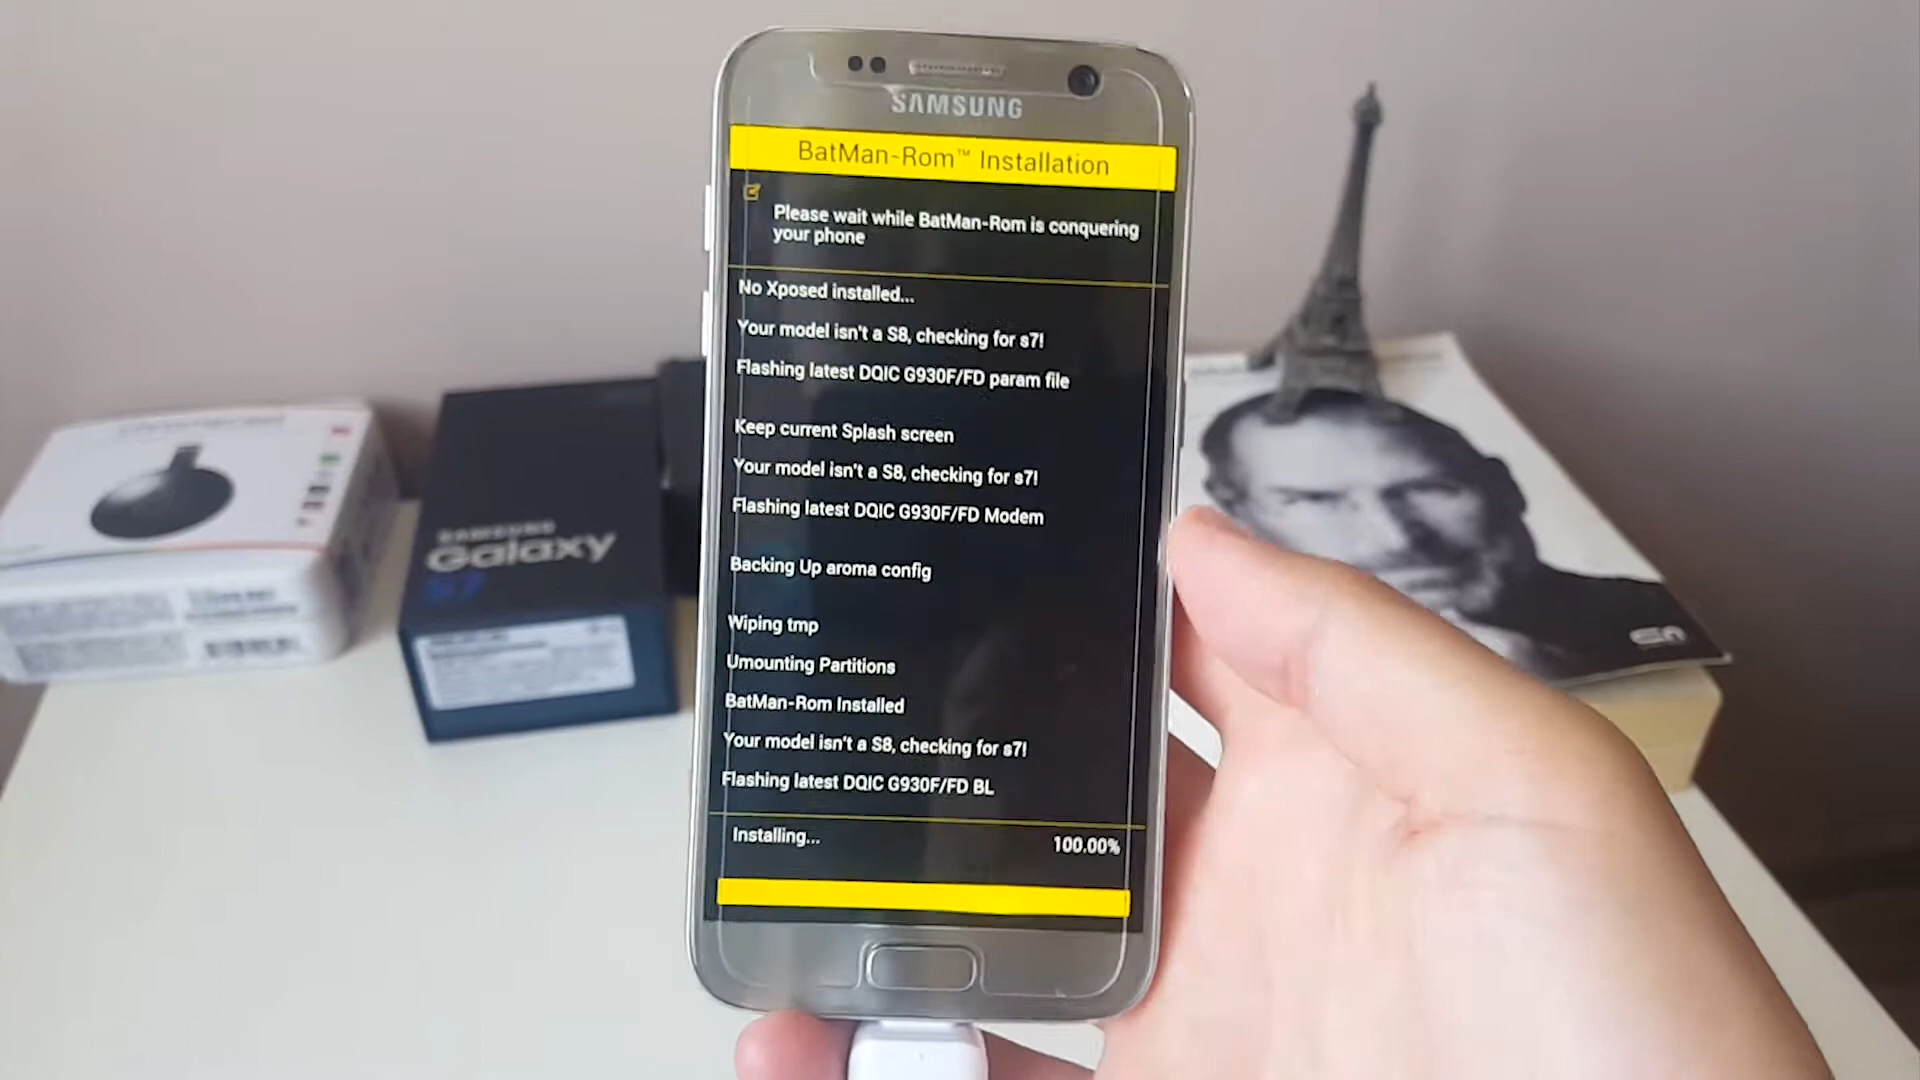 SAMSUNG
BatMan-Rom™ Installation
Please wait while BatMan-Rom is conquering
your phone
No Xposed installed...
Your model isn't a S8, checking for s7!
Flashing latest DQIC G930F/FD param file
Keep current Splash screen
Your model isn't a S8, checking for s7!
Flashing latest DQIC G930F/FD Modem
Backing Up aroma config
Wiping tmp
Umounting Partitions
BatMan-Rom Installed
Your model isn't a S8, checking for s7!
Flashing latest DQIC G930F/FD BL
Installing...
100.00%
SAMSUNG
Galaxy
S7